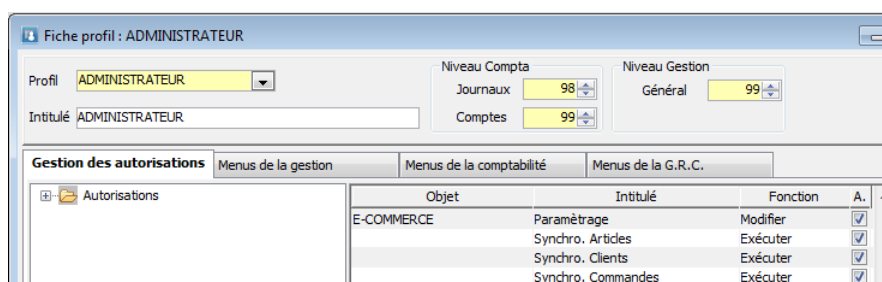 Fiche profil : ADMINISTRATEUR
Niveau Compta Niveau Gestion
Profil ADMINISTRATEUR Journaux 98 Général 99
Intitulé ADMINISTRATEUR Comptes 99
Gestion des autorisations Menus de la gestion Menus de la comptabilité Menus de la G.R.C.
Autorisations Objet Intitulé Fonction A.
E-COMMERCE Paramètrage Modifier
Synchro. Articles Exécuter
Synchro. Clients Exécuter
Synchro. Commandes Exécuter